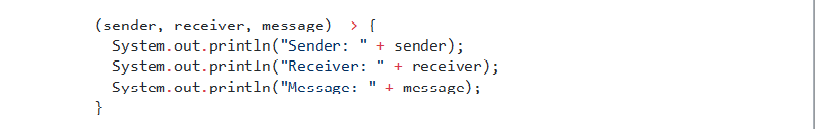 (sender, receiver, message) > {
System.out.println("Sender: " + sender);
System.out.println("Receiver: " + receiver);
System.out.println("Message: " + message);
}